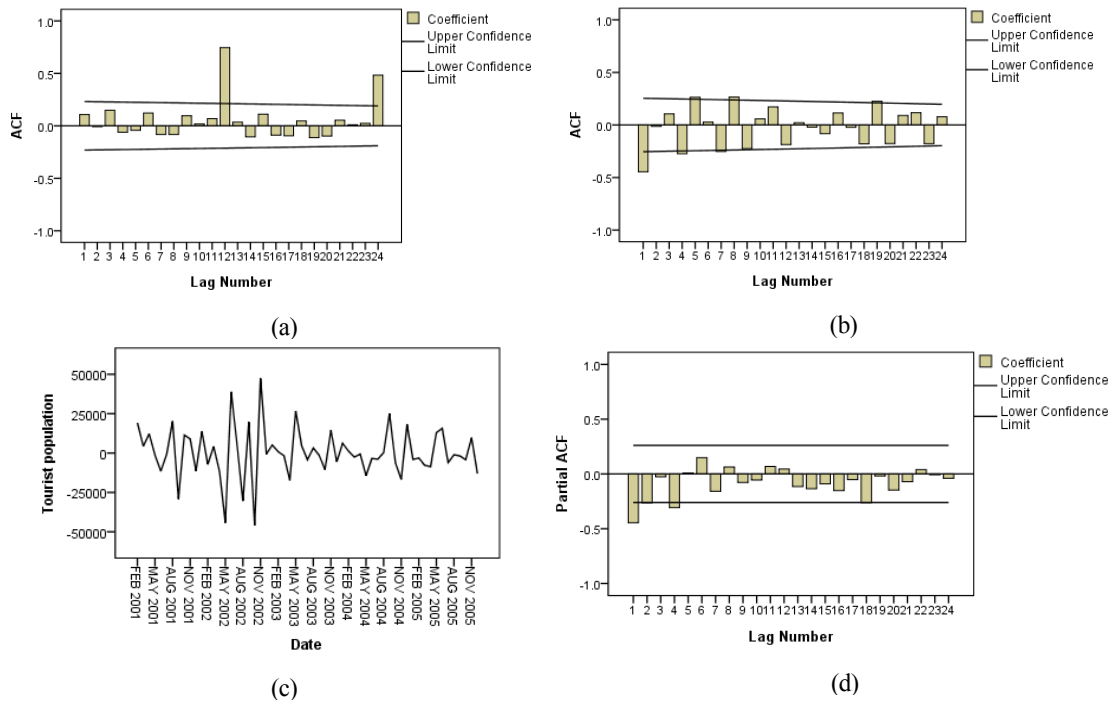 1.0
0.5
0.0
-0.5
-1.0
ACF
1 2 3 4 5 6 7 8 9 10 11 12 13 14 15 16 17 18 19 20 21 22 23 24
Lag Number
Coefficient
Upper Confidence
Limit
Lower Confidence
Limit
(a)
1.0
0.5
0.0
-0.5
-1.0
ACF
1 2 3 4 5 6 7 8 9 10 11 12 13 14 15 16 17 18 19 20 21 22 23 24
Lag Number
Coefficient
Upper Confidence
Limit
Lower Confidence
Limit
(b)
50000
25000
0
-25000
-50000
Tourist population
FEB 2001
MAY 2001
AUG 2001
NOV 2001
FEB 2002
MAY 2002
AUG 2002
NOV 2002
FEB 2003
MAY 2003
AUG 2003
NOV 2003
FEB 2004
MAY 2004
AUG 2004
NOV 2004
FEB 2005
MAY 2005
AUG 2005
NOV 2005
Date
(c)
1.0
0.5
0.0
-0.5
-1.0
Partial ACF
1 2 3 4 5 6 7 8 9 10 11 12 13 14 15 16 17 18 19 20 21 22 23 24
Lag Number
Coefficient
Upper Confidence
Limit
Lower Confidence
Limit
(d)